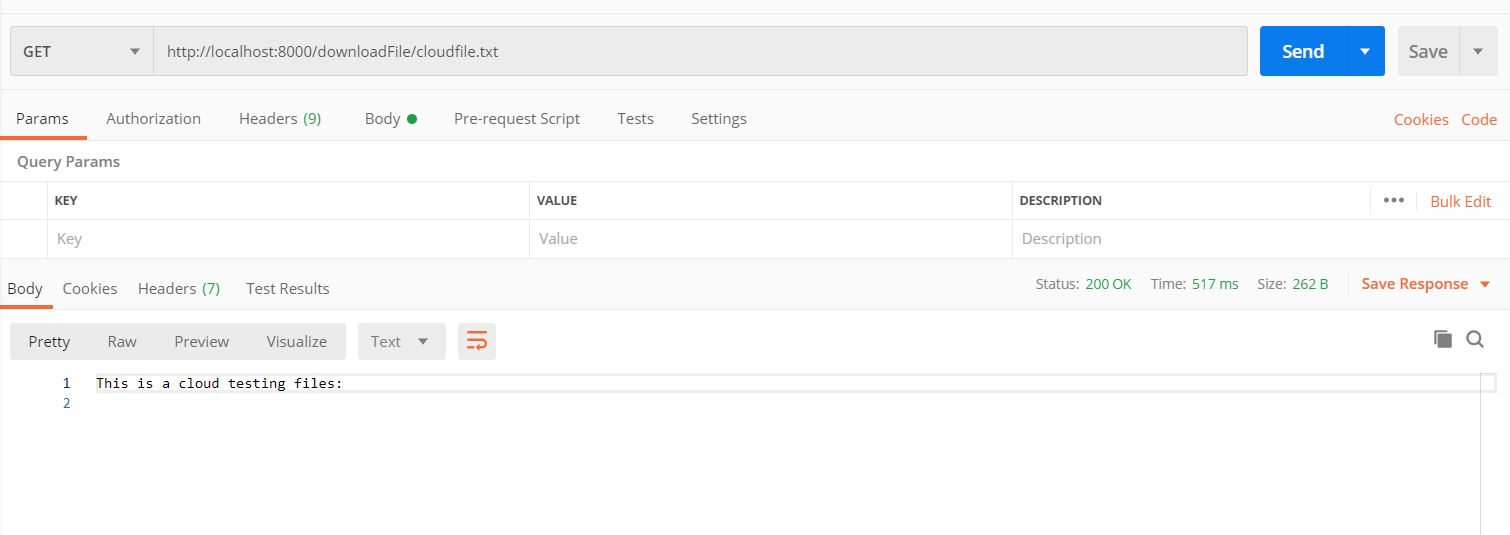 GET http://localhost:8000/downloadFile/cloudfile.txt Send Save
Params Authorization Headers (9) Body Pre-request Script Tests Settings Cookies Code
Query Params
KEY VALUE DESCRIPTION ••• Bulk Edit
Key Value Description
Body Cookies Headers (7) Test Results Status: 200 OK Time: 517 ms Size: 262 B Save Response
Pretty Raw Preview Visualize Text
1 This is a cloud testing files:
2